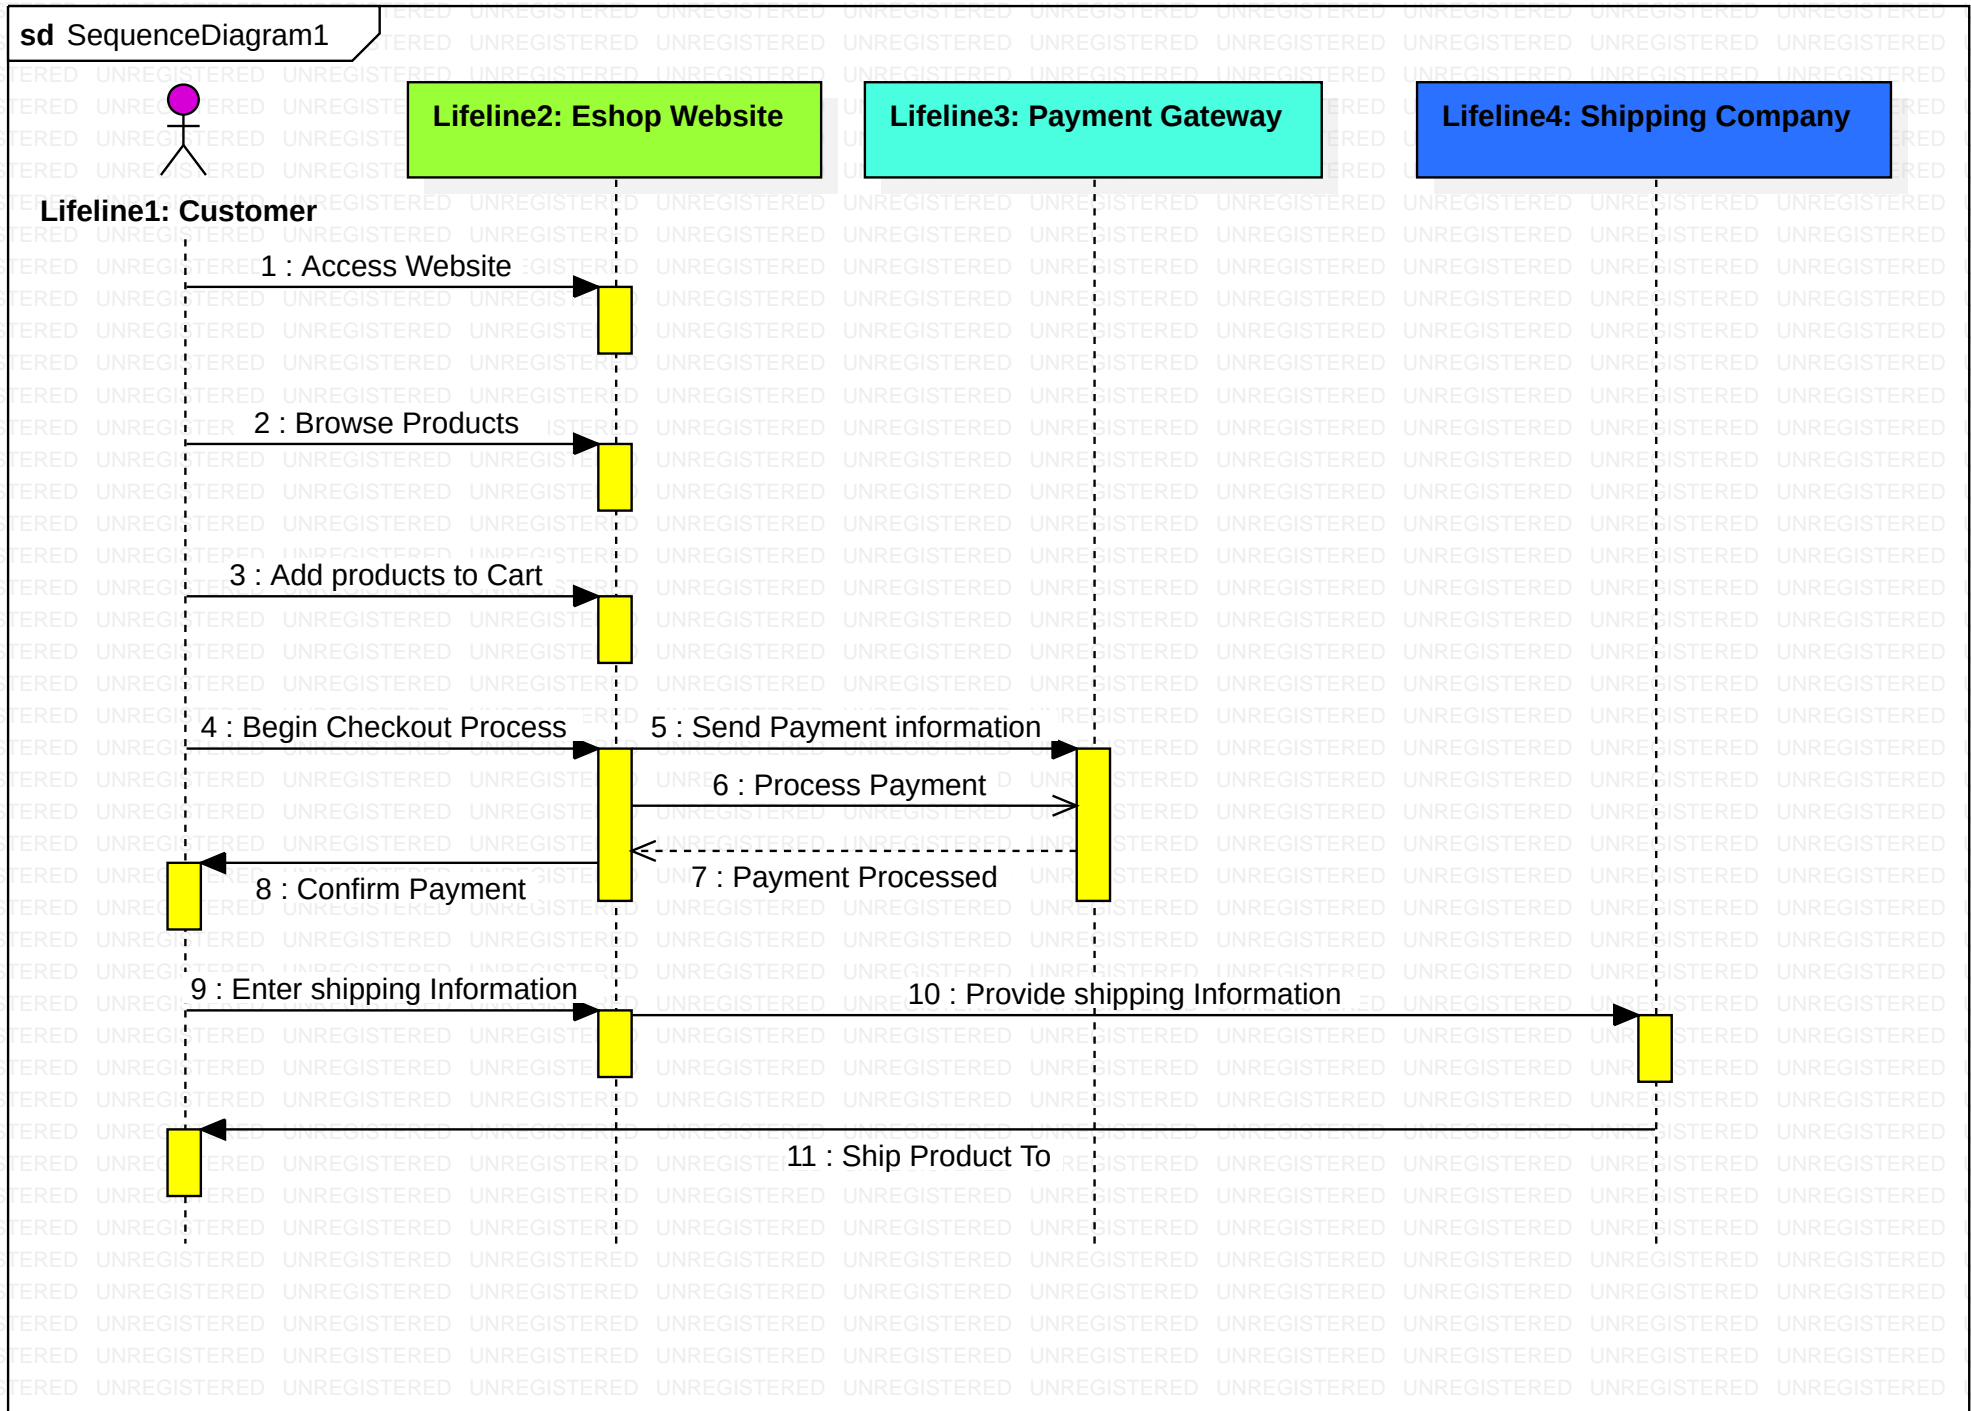 sd SequenceDiagram1
Lifeline2: Eshop Website
Lifeline3: Payment Gateway
Lifeline4: Shipping Company
Lifeline1: Customer
1 : Access Website
2 : Browse Products
3 : Add products to Cart
4 : Begin Checkout Process
5 : Send Payment information
6 : Process Payment
7 : Payment Processed
8 : Confirm Payment
9 : Enter shipping Information
10 : Provide shipping Information
11 : Ship Product To
UNREGISTERED